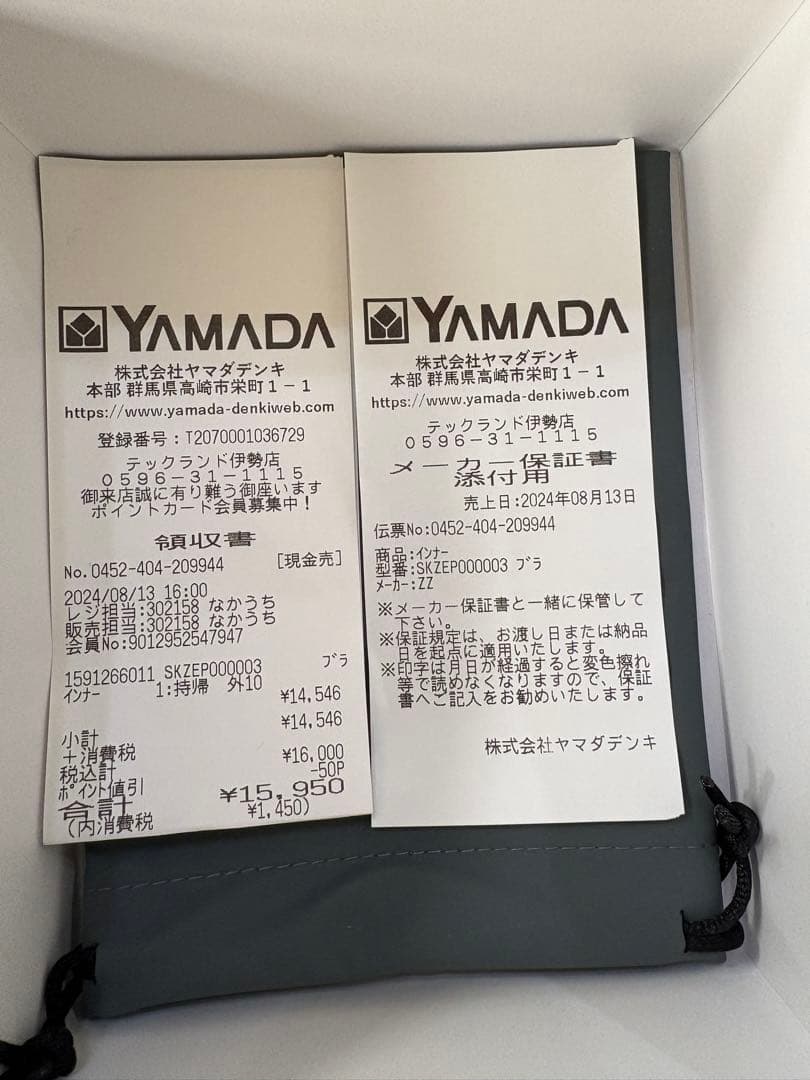 YAMADA
株式会社ヤマダデンキ
本部 群馬県高崎市栄町1-1
https://www.yamada-denkiweb.com
登録番号:T2070001036729
テックランド伊勢店
0596-31-1115
御来店誠に有り難う御座います
ポイントカード会員募集中!
領収書
No.0452-404-209944 [現金売]
2024/08/13 16:00
レジ担当:302158 なかうち
販売担当:302158 なかうち
会員No:9012952547947
1591266011 SKZEP000003 ブラ
インナー 1:持帰 外10 ¥14,546
小計 ¥14,546
+消費税
税込計 ¥16,000
ポイント値引 -50P
合計 ¥15,950
(内消費税 ¥1,450)
YAMADA
株式会社ヤマダデンキ
本部 群馬県高崎市栄町1-1
https://www.yamada-denkiweb.com
テックランド伊勢店
0596-31-1115
メーカー保証書
添付用
売上日:2024年08月13日
伝票No:0452-404-209944
商品:インナー
型番:SKZEP000003 ブラ
メーカー:ZZ
※メーカー保証書と一緒に保管して
下さい。
※保証規定は、お渡し日または納品
日を起点に適用いたします。
※印字は月日が経過すると変色擦れ
等で読めなくなりますので、保証
書へご記入をお勧めいたします。
株式会社ヤマダデンキ